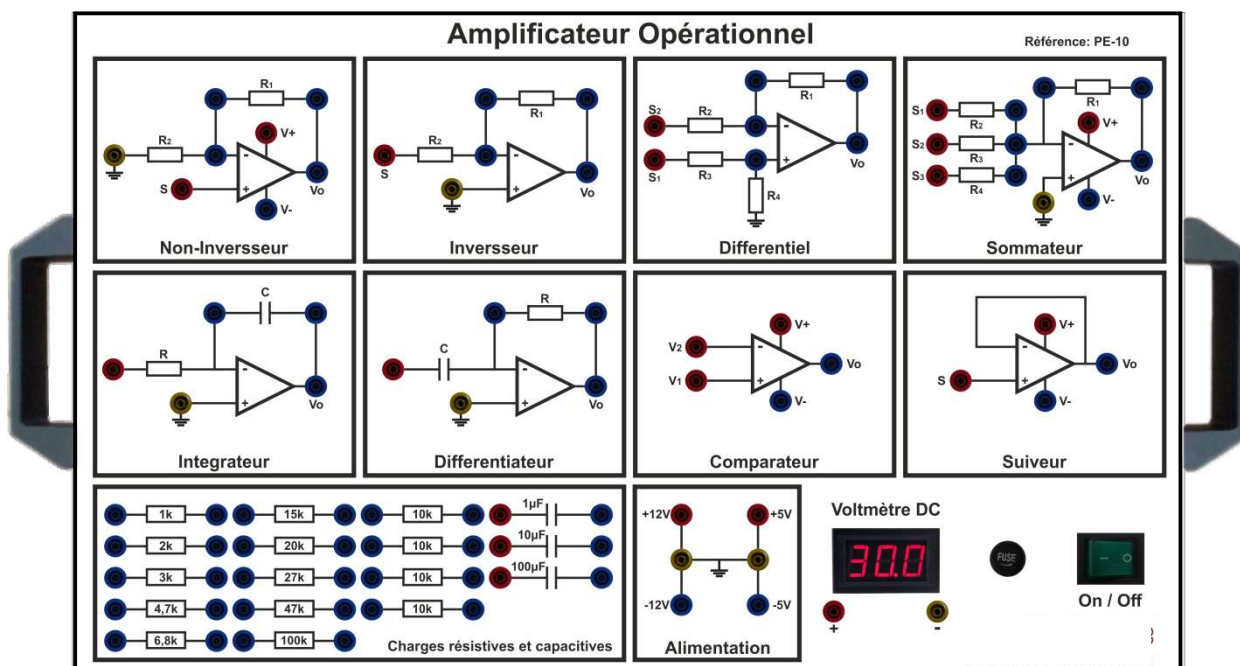 Amplificateur Opérationnel
Référence: PE-10
R1
R2
V+
-
S
+
V-
Vo
Non-Inversseur
R1
R2
S
-
+
Vo
Inversseur
R1
S2
R2
-
S1
R3
+
Vo
R4
Differentiel
R1
S1
R2
V+
S2
R3
-
S3
R4
+
Vo
V-
Sommateur
C
R
-
+
Vo
Integrateur
R
C
-
+
Vo
Differentiateur
V+
V2
-
Vo
V1
+
V-
Comparateur
V+
-
Vo
S
+
V-
Suiveur
1k 15k 10k 1µF
2k 20k 10k 10µF
3k 27k 10k 100µF
4,7k 47k 10k
6,8k 100k
Charges résistives et capacitives
+12V +5V
-12V -5V
Alimentation
Voltmètre DC
30.0
+ -
FUSE
On / Off